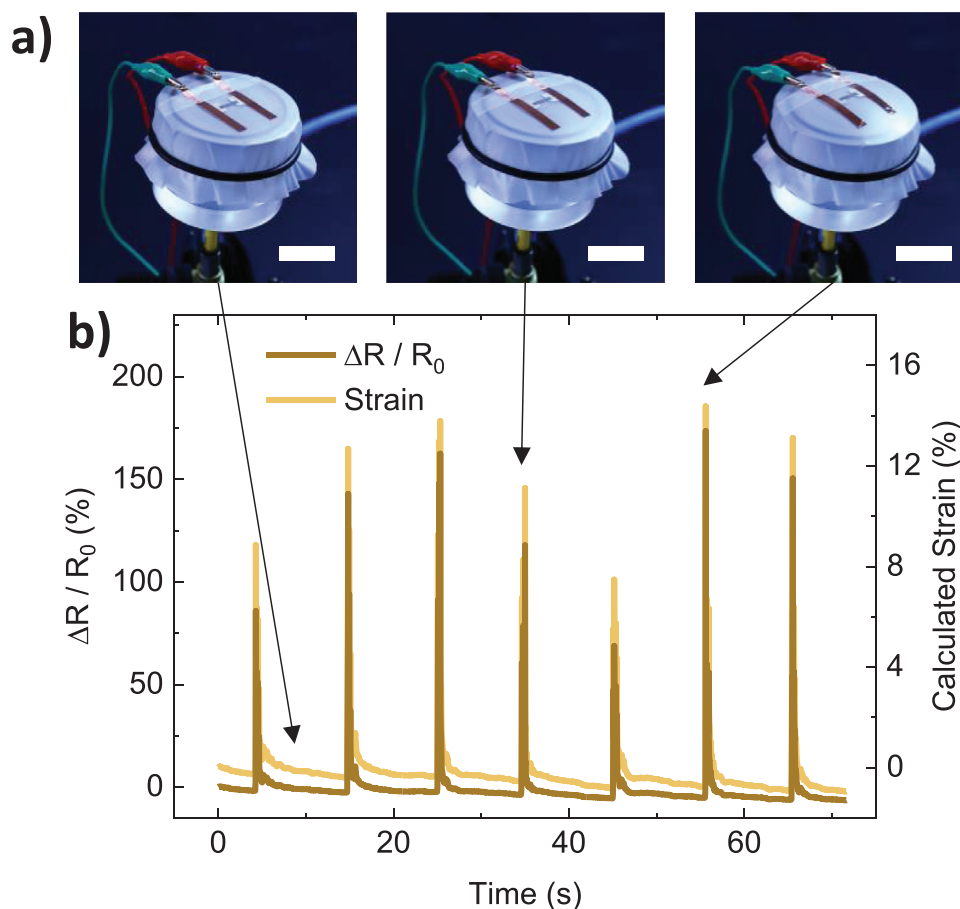 a)
b)
ΔR / R₀
Strain
200
150
100
50
0
ΔR / R₀ (%)
16
12
8
4
0
Calculated Strain (%)
0
20
40
60
Time (s)